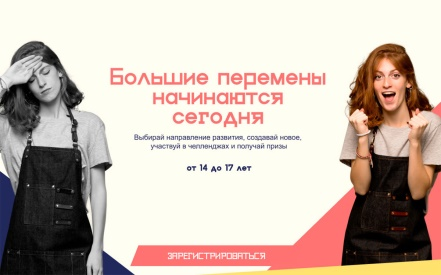 Большие перемены
начинаются
сегодня
Выбирай направление развития, создавай новое,
участвуй в челленджах и получай призы
от 14 до 17 лет
ЗАРЕГИСТРИРОВАТЬСЯ